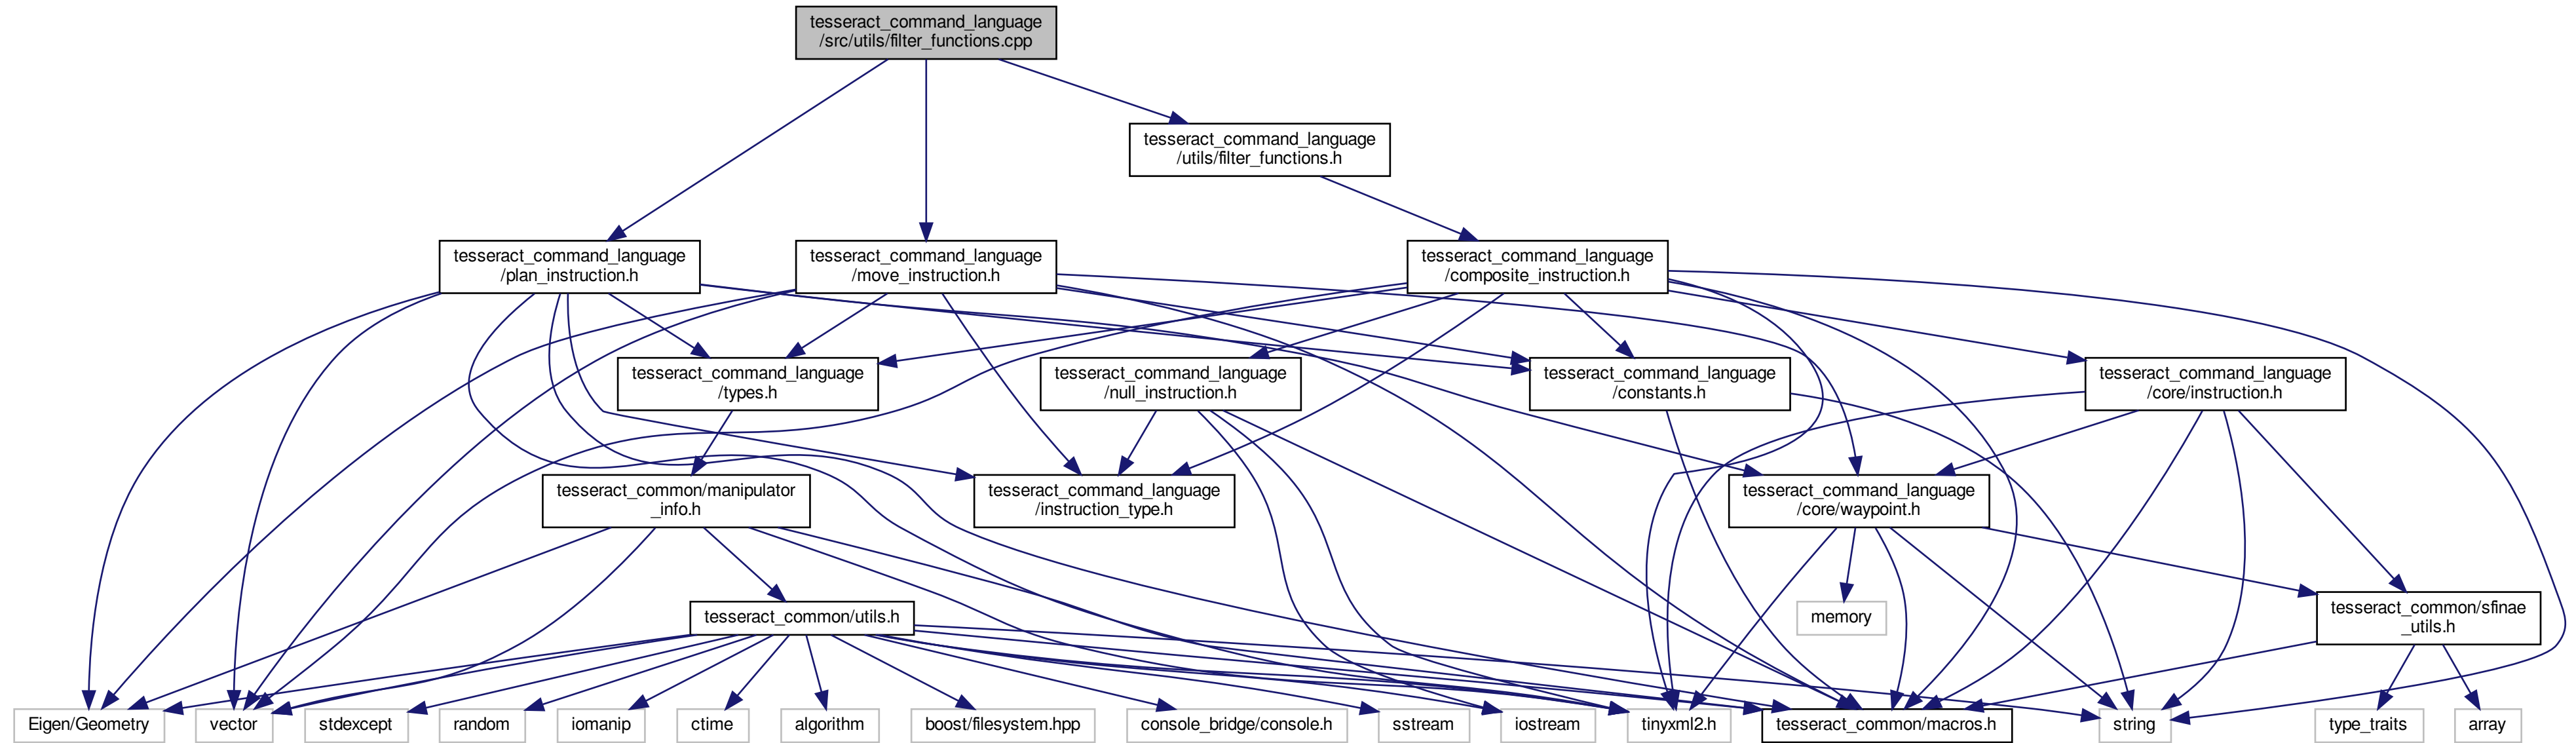 tesseract_command_language
/src/utils/filter_functions.cpp
tesseract_command_language
/utils/filter_functions.h
tesseract_command_language
/plan_instruction.h
tesseract_command_language
/move_instruction.h
tesseract_command_language
/composite_instruction.h
tesseract_command_language
/types.h
tesseract_command_language
/null_instruction.h
tesseract_command_language
/constants.h
tesseract_command_language
/core/instruction.h
tesseract_common/manipulator
_info.h
tesseract_command_language
/instruction_type.h
tesseract_command_language
/core/waypoint.h
tesseract_common/utils.h
memory
tesseract_common/sfinae
_utils.h
Eigen/Geometry
vector
stdexcept
random
iomanip
ctime
algorithm
boost/filesystem.hpp
console_bridge/console.h
sstream
iostream
tinyxml2.h
tesseract_common/macros.h
string
type_traits
array